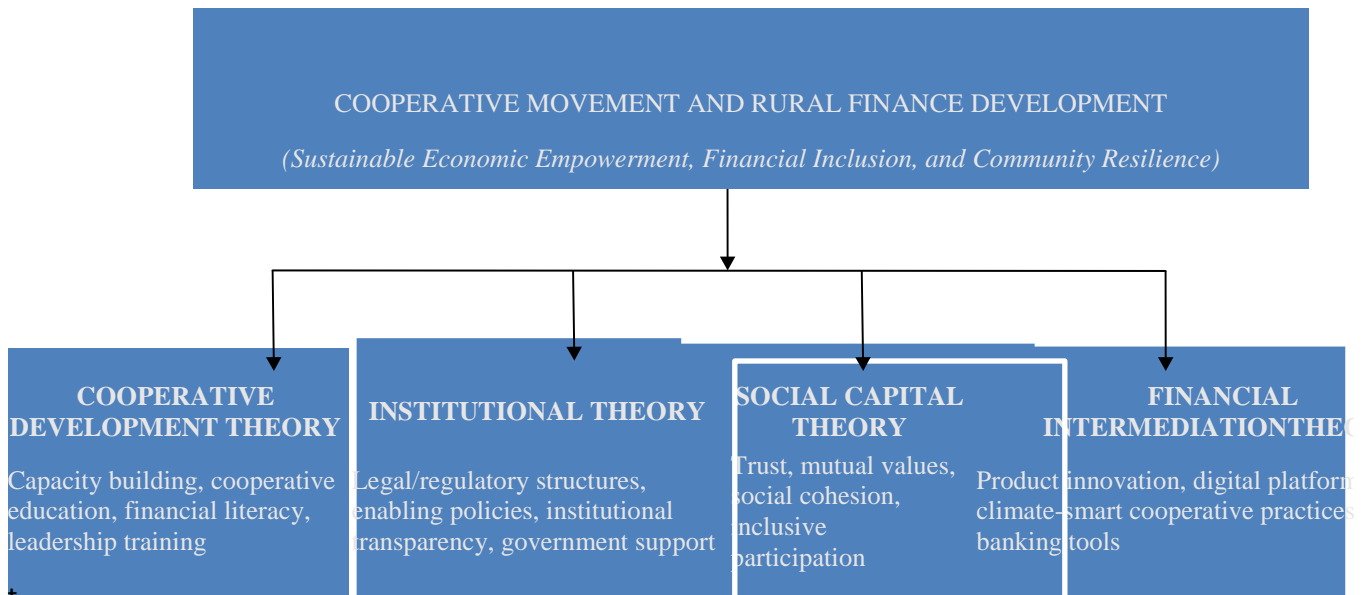 COOPERATIVE MOVEMENT AND RURAL FINANCE DEVELOPMENT
(Sustainable Economic Empowerment, Financial Inclusion, and Community Resilience)
COOPERATIVE
DEVELOPMENT THEORY
Capacity building, cooperative
education, financial literacy,
leadership training
INSTITUTIONAL THEORY
Legal/regulatory structures,
enabling policies, institutional
transparency, government support
SOCIAL CAPITAL
THEORY
Trust, mutual values,
social cohesion,
inclusive
participation
FINANCIAL
INTERMEDIATIONTHEO
Product innovation, digital platform
climate-smart cooperative practices
banking tools